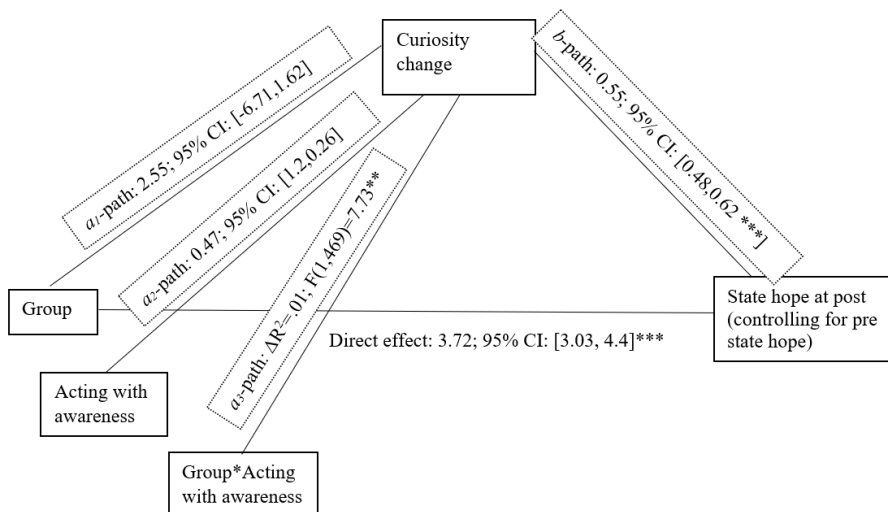 Curiosity
change
a1-path: 2.55; 95% CI: [-6.71,1.62]
a2-path: 0.47; 95% CI: [1.2,0.26]
a3-path: ΔR²=.01; F(1,469)=7.73**
b-path: 0.55; 95% CI: [0.48,0.62 ***]
Group
State hope at post
(controlling for pre
state hope)
Direct effect: 3.72; 95% CI: [3.03, 4.4]***
Acting with
awareness
Group*Acting
with awareness